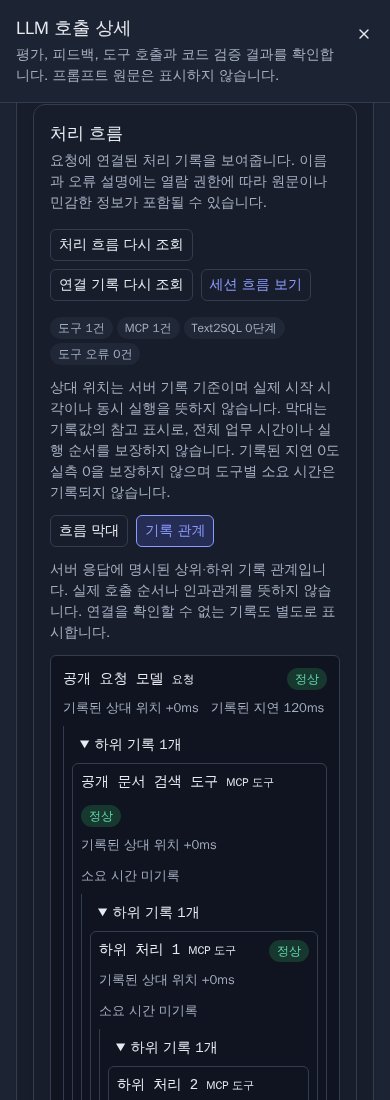 LLM 호출 상세
평가, 피드백, 도구 호출과 코드 검증 결과를 확인합
니다. 프롬프트 원문은 표시하지 않습니다.
×
처리 흐름
요청에 연결된 처리 기록을 보여줍니다. 이름
과 오류 설명에는 열람 권한에 따라 원문이나
민감한 정보가 포함될 수 있습니다.
처리 흐름 다시 조회
연결 기록 다시 조회 세션 흐름 보기
도구 1건 MCP 1건 Text2SQL 0단계
도구 오류 0건
상대 위치는 서버 기록 기준이며 실제 시작 시
각이나 동시 실행을 뜻하지 않습니다. 막대는
기록값의 참고 표시로, 전체 업무 시간이나 실
행 순서를 보장하지 않습니다. 기록된 지연 0도
실측 0을 보장하지 않으며 도구별 소요 시간은
기록되지 않습니다.
흐름 막대 기록 관계
서버 응답에 명시된 상위·하위 기록 관계입니
다. 실제 호출 순서나 인과관계를 뜻하지 않습
니다. 연결을 확인할 수 없는 기록도 별도로 표
시합니다.
공개 요청 모델 요청 정상
기록된 상대 위치 +0ms 기록된 지연 120ms
▼ 하위 기록 1개
공개 문서 검색 도구 MCP 도구
정상
기록된 상대 위치 +0ms
소요 시간 미기록
▼ 하위 기록 1개
하위 처리 1 MCP 도구 정상
기록된 상대 위치 +0ms
소요 시간 미기록
▼ 하위 기록 1개
하위 처리 2 MCP 도구